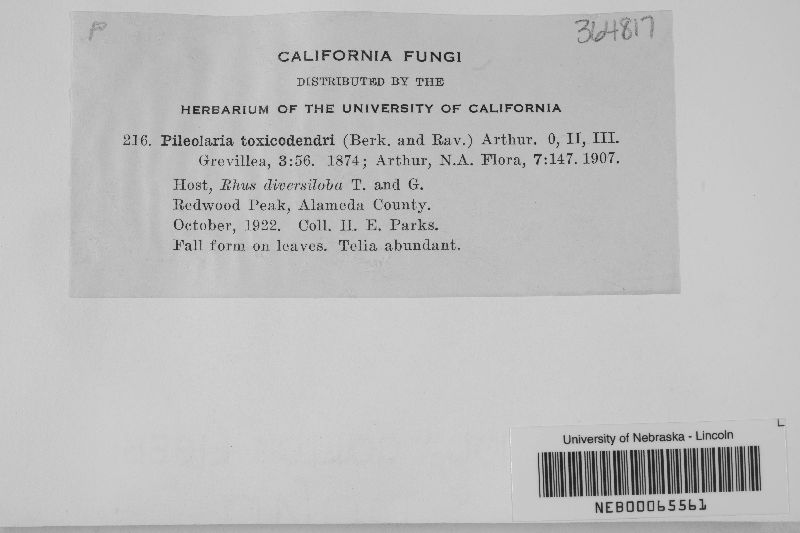 P
364817
CALIFORNIA FUNGI
DISTRIBUTED BY THE
HERBARIUM OF THE UNIVERSITY OF CALIFORNIA
216. Pileolaria toxicodendri (Berk. and Rav.) Arthur. 0, II, III.
Grevillea, 3:56. 1874; Arthur, N.A. Flora, 7:147. 1907.
Host, Rhus diversiloba T. and G.
Redwood Peak, Alameda County.
October, 1922. Coll. H. E. Parks.
Fall form on leaves. Telia abundant.
University of Nebraska - Lincoln
NEB00065561